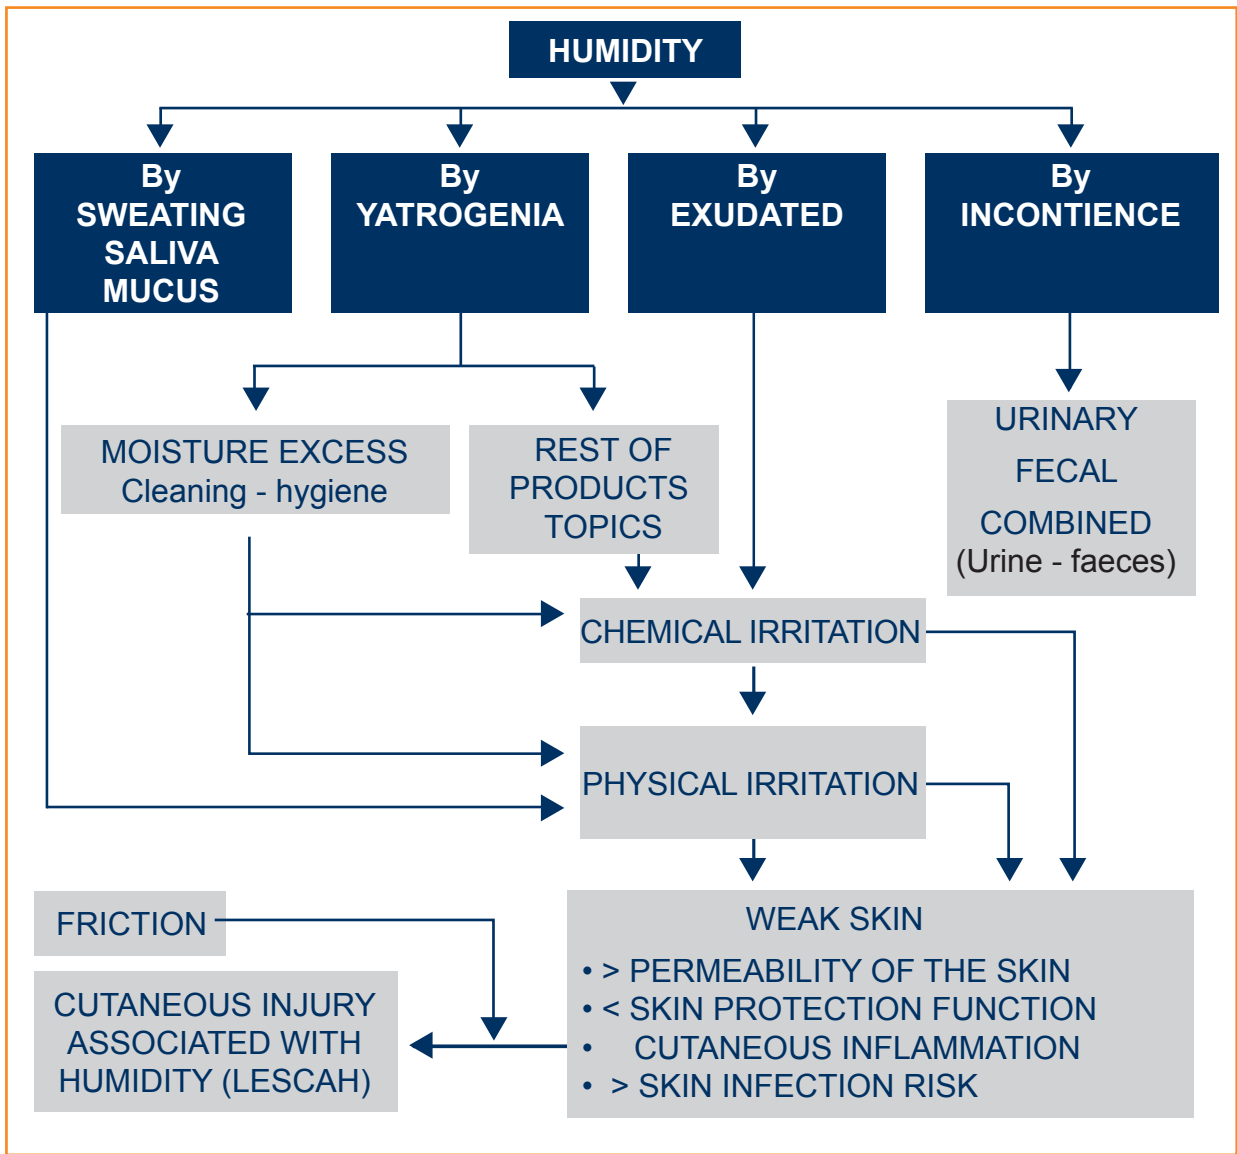 HUMIDITY
By
SWEATING
SALIVA
MUCUS
By
YATROGENIA
By
EXUDATED
By
INCONTIENCE
MOISTURE EXCESS
Cleaning - hygiene
REST OF
PRODUCTS
TOPICS
URINARY
FECAL
COMBINED
(Urine - faeces)
CHEMICAL IRRITATION
PHYSICAL IRRITATION
FRICTION
CUTANEOUS INJURY
ASSOCIATED WITH
HUMIDITY (LESCAH)
WEAK SKIN
• > PERMEABILITY OF THE SKIN
• < SKIN PROTECTION FUNCTION
• CUTANEOUS INFLAMMATION
• > SKIN INFECTION RISK